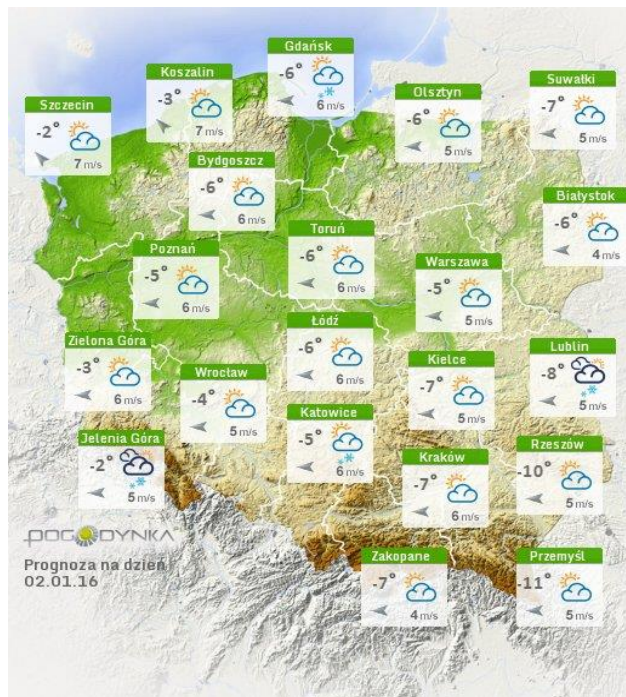 Gdańsk
-6°
6 m/s
Koszalin
-3°
7 m/s
Suwałki
-7°
5 m/s
Olsztyn
-6°
5 m/s
Szczecin
-2°
7 m/s
Bydgoszcz
-6°
6 m/s
Białystok
-6°
4 m/s
Toruń
-6°
6 m/s
Poznań
-5°
6 m/s
Warszawa
-5°
5 m/s
Łódź
-6°
6 m/s
Zielona Góra
-3°
6 m/s
Lublin
-8°
5 m/s
Kielce
-7°
5 m/s
Wrocław
-4°
5 m/s
Katowice
-5°
6 m/s
Jelenia Góra
-2°
5 m/s
Rzeszów
-10°
5 m/s
Kraków
-7°
6 m/s
POGODYNKA
Prognoza na dzień
02.01.16
Zakopane
-7°
4 m/s
Przemyśl
-11°
5 m/s